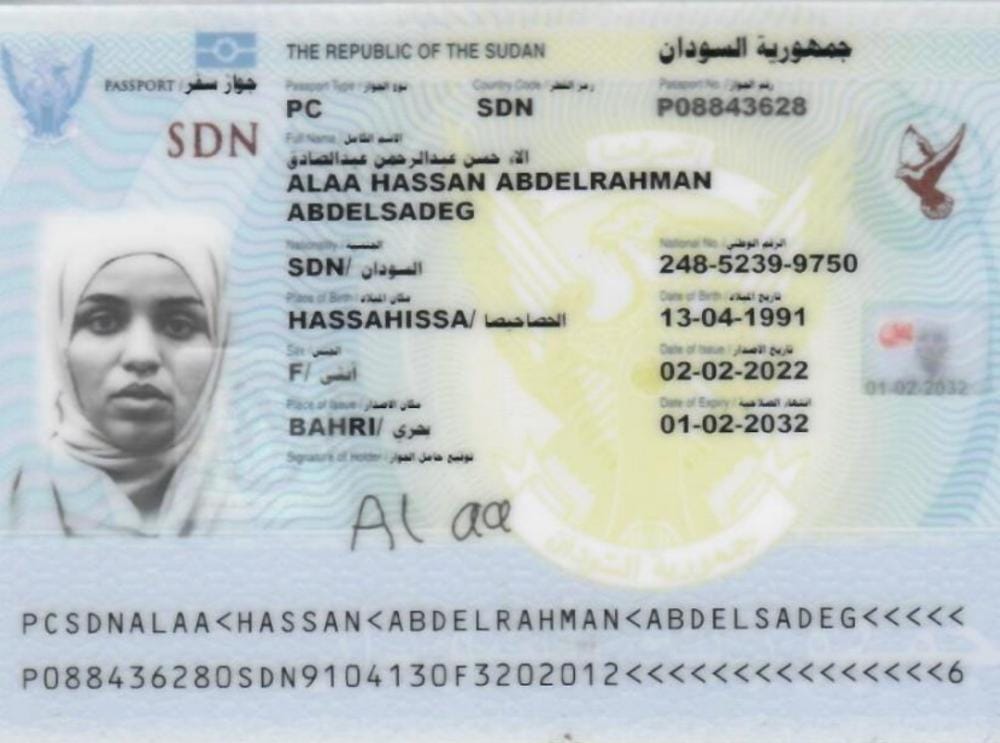 THE REPUBLIC OF THE SUDAN جمهورية السودان
PASSPORT / جواز سفر
Passport Type / نوع الجواز Country Code / رمز القطر Passport No. / رقم الجواز
PC SDN P08843628
SDN
Full Name / الاسم الكامل
الاء حسن عبدالرحمن عبدالصادق
ALAA HASSAN ABDELRAHMAN
ABDELSADEG
Nationality / الجنسية National No. / الرقم الوطني
SDN/ السودان 248-5239-9750
Place of Birth / مكان الميلاد Date of Birth / تاريخ الميلاد
HASSAHISSA/ الحصاحيصا 13-04-1991
Sex / الجنس Date of Issue / تاريخ الاصدار
F/ أنثى 02-02-2022
01-02-2032
Place of Issue / مكان الاصدار Date of Expiry / انتهاء الصلاحية
BAHRI/ بحري 01-02-2032
Signature of Holder / توقيع حامل الجواز
Al aa
جمهورية السودان
PCSDNALAA<HASSAN<ABDELRAHMAN<ABDELSADEG<<<<<
P088436280SDN9104130F3202012<<<<<<<<<<<<<<<6